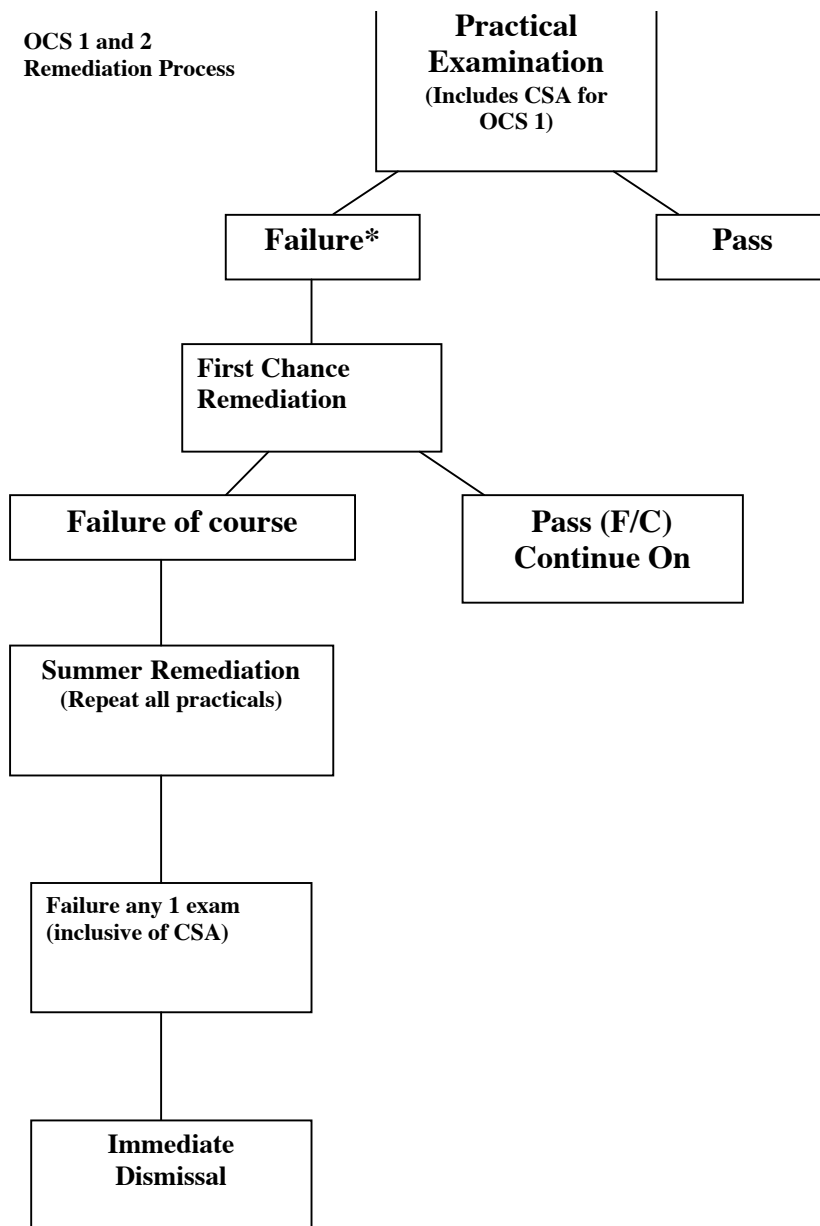 OCS 1 and 2
Remediation Process
Practical
Examination
(Includes CSA for
OCS 1)
Failure*
Pass
First Chance
Remediation
Failure of course
Pass (F/C)
Continue On
Summer Remediation
(Repeat all practicals)
Failure any 1 exam
(inclusive of CSA)
Immediate
Dismissal